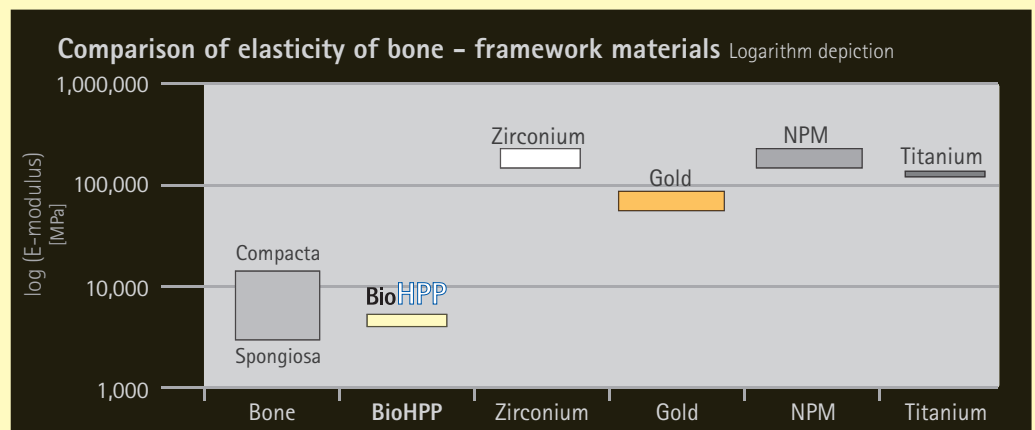 Comparison of elasticity of bone – framework materials Logarithm depiction
1,000,000
100,000
10,000
1,000
log (E-modulus)
[MPa]
Zirconium
NPM
Titanium
Gold
Compacta
BioHPP
Spongiosa
Bone BioHPP Zirconium Gold NPM Titanium